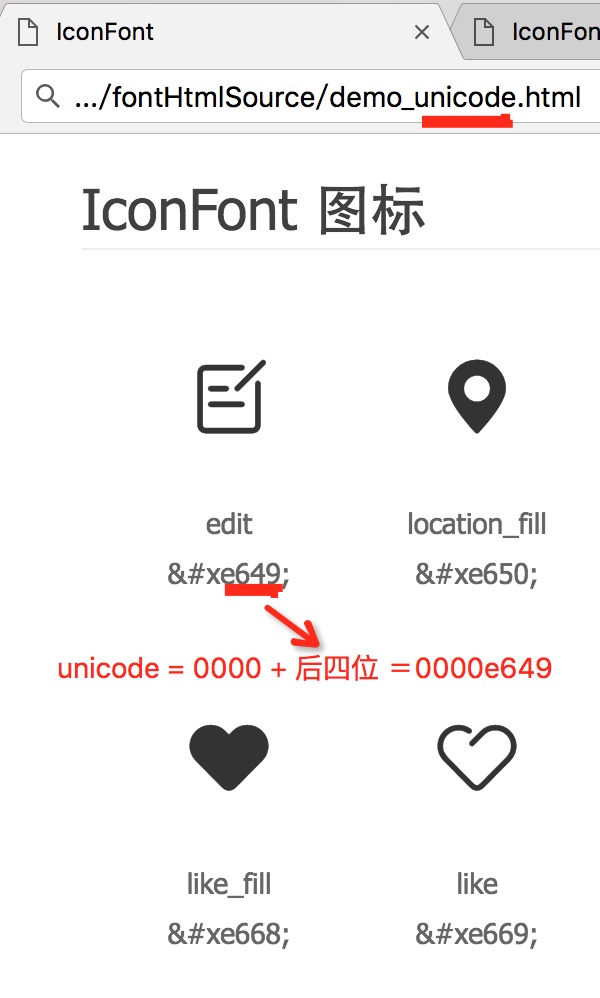 IconFont
IconFon
.../fontHtmlSource/demo_unicode.html
IconFont 图标
edit
location_fill
&#xe649;
&#xe650;
unicode = 0000 + 后四位 ＝0000e649
like_fill
like
&#xe668;
&#xe669;